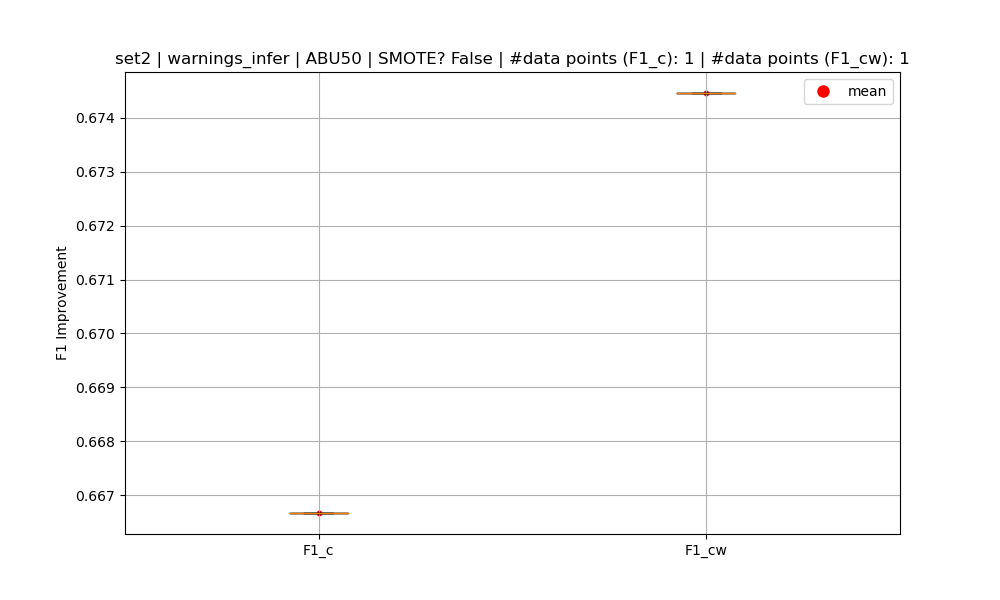 set2 | warnings_infer | ABU50 | SMOTE? False | #data points (F1_c): 1 | #data points (F1_cw): 1
mean
0.674
0.673
0.672
0.671
0.670
0.669
0.668
0.667
F1 Improvement
F1_c
F1_cw